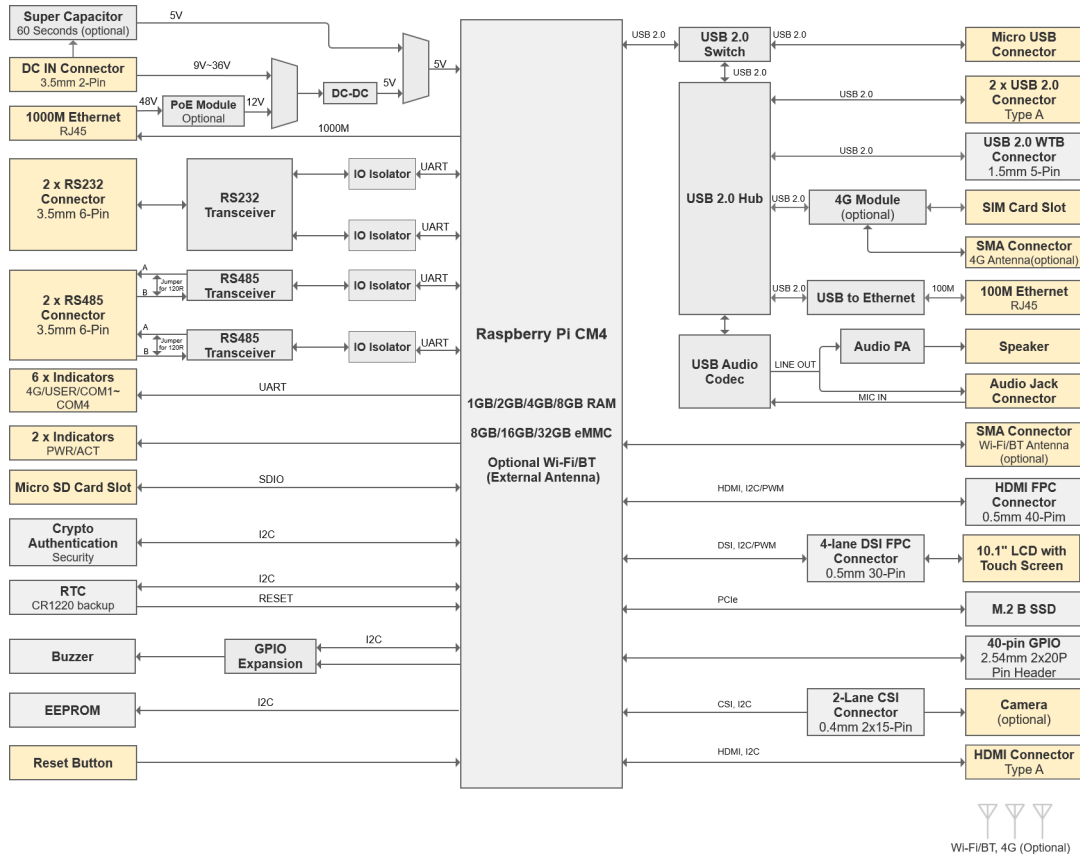 Super Capacitor
60 Seconds (optional)
5V
DC IN Connector
3.5mm 2-Pin
9V~36V
5V
48V
PoE Module
Optional
12V
DC-DC
5V
1000M Ethernet
RJ45
1000M
2 x RS232
Connector
3.5mm 6-Pin
RS232
Transceiver
IO Isolator
UART
IO Isolator
UART
2 x RS485
Connector
3.5mm 6-Pin
A
Jumper
for 120R
B
RS485
Transceiver
IO Isolator
UART
A
Jumper
for 120R
B
RS485
Transceiver
IO Isolator
UART
6 x Indicators
4G/USER/COM1~
COM4
UART
2 x Indicators
PWR/ACT
Micro SD Card Slot
SDIO
Crypto
Authentication
Security
I2C
RTC
CR1220 backup
I2C
RESET
Buzzer
GPIO
Expansion
I2C
EEPROM
I2C
Reset Button
Raspberry Pi CM4
1GB/2GB/4GB/8GB RAM
8GB/16GB/32GB eMMC
Optional Wi-Fi/BT
(External Antenna)
USB 2.0
USB 2.0
Switch
USB 2.0
Micro USB
Connector
USB 2.0
USB 2.0 Hub
USB 2.0
2 x USB 2.0
Connector
Type A
USB 2.0
USB 2.0 WTB
Connector
1.5mm 5-Pin
USB 2.0
4G Module
(optional)
SIM Card Slot
SMA Connector
4G Antenna(optional)
USB 2.0
USB to Ethernet
100M
100M Ethernet
RJ45
USB Audio
Codec
LINE OUT
Audio PA
Speaker
MIC IN
Audio Jack
Connector
SMA Connector
Wi-Fi/BT Antenna
(optional)
HDMI, I2C/PWM
HDMI FPC
Connector
0.5mm 40-Pim
DSI, I2C/PWM
4-lane DSI FPC
Connector
0.5mm 30-Pin
10.1" LCD with
Touch Screen
PCIe
M.2 B SSD
40-pin GPIO
2.54mm 2x20P
Pin Header
CSI, I2C
2-Lane CSI
Connector
0.4mm 2x15-Pin
Camera
(optional)
HDMI, I2C
HDMI Connector
Type A
Wi-Fi/BT, 4G (Optional)